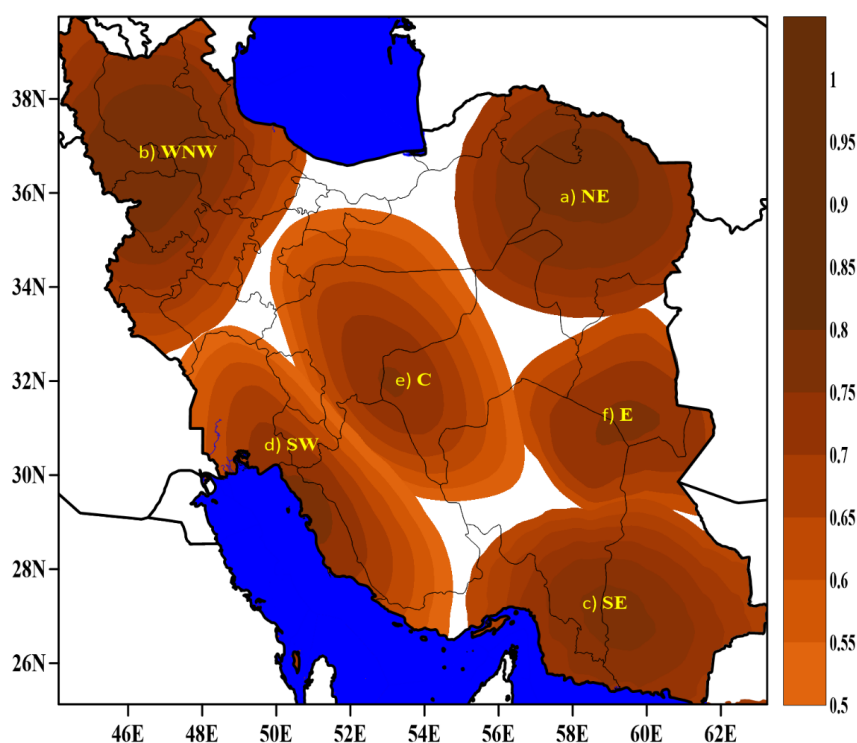 38N
36N
34N
32N
30N
28N
26N
46E
48E
50E
52E
54E
56E
58E
60E
62E
b) WNW
a) NE
e) C
f) E
d) SW
c) SE
1
0.95
0.9
0.85
0.8
0.75
0.7
0.65
0.6
0.55
0.5